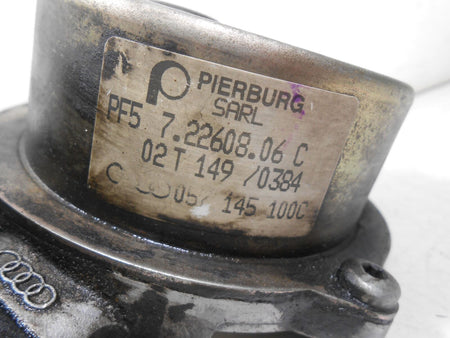 PIERBURG
SARL
PF5 7.22608.06 C
02 T 149 /0384
145 100C